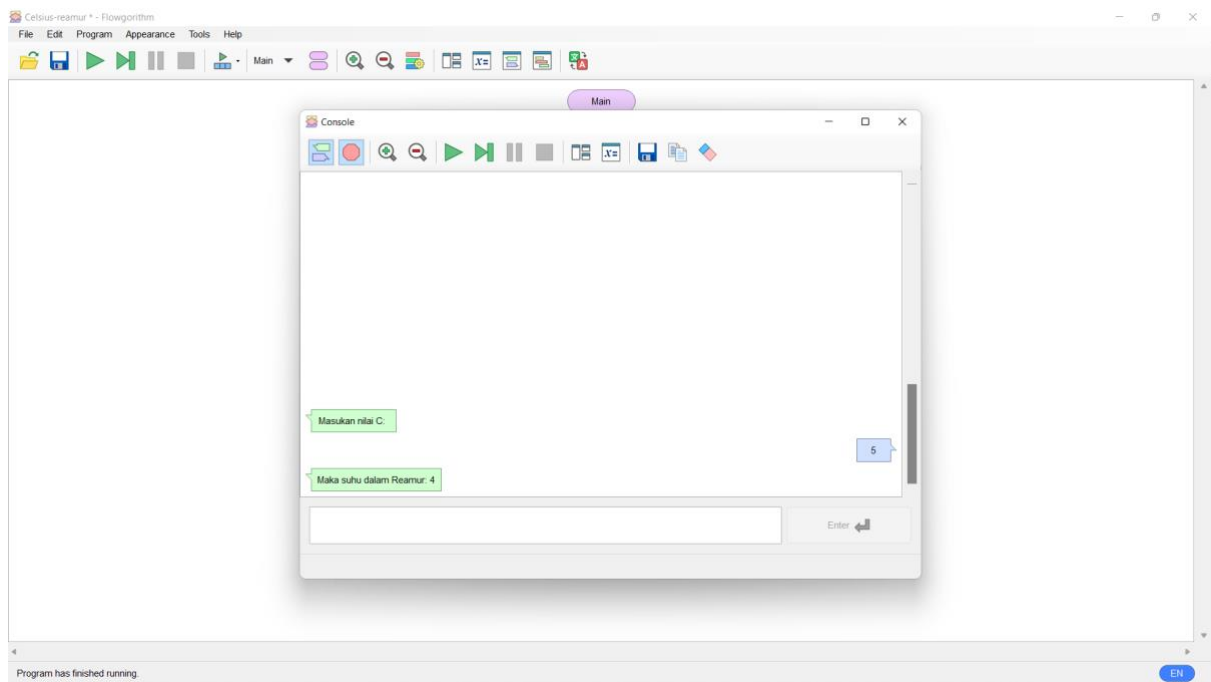 Celsius-reamur * - Flowgorithm
File Edit Program Appearance Tools Help
Main
x=
Main
Console
x=
Masukan nilai C:
5
Maka suhu dalam Reamur: 4
Enter
Program has finished running.
EN